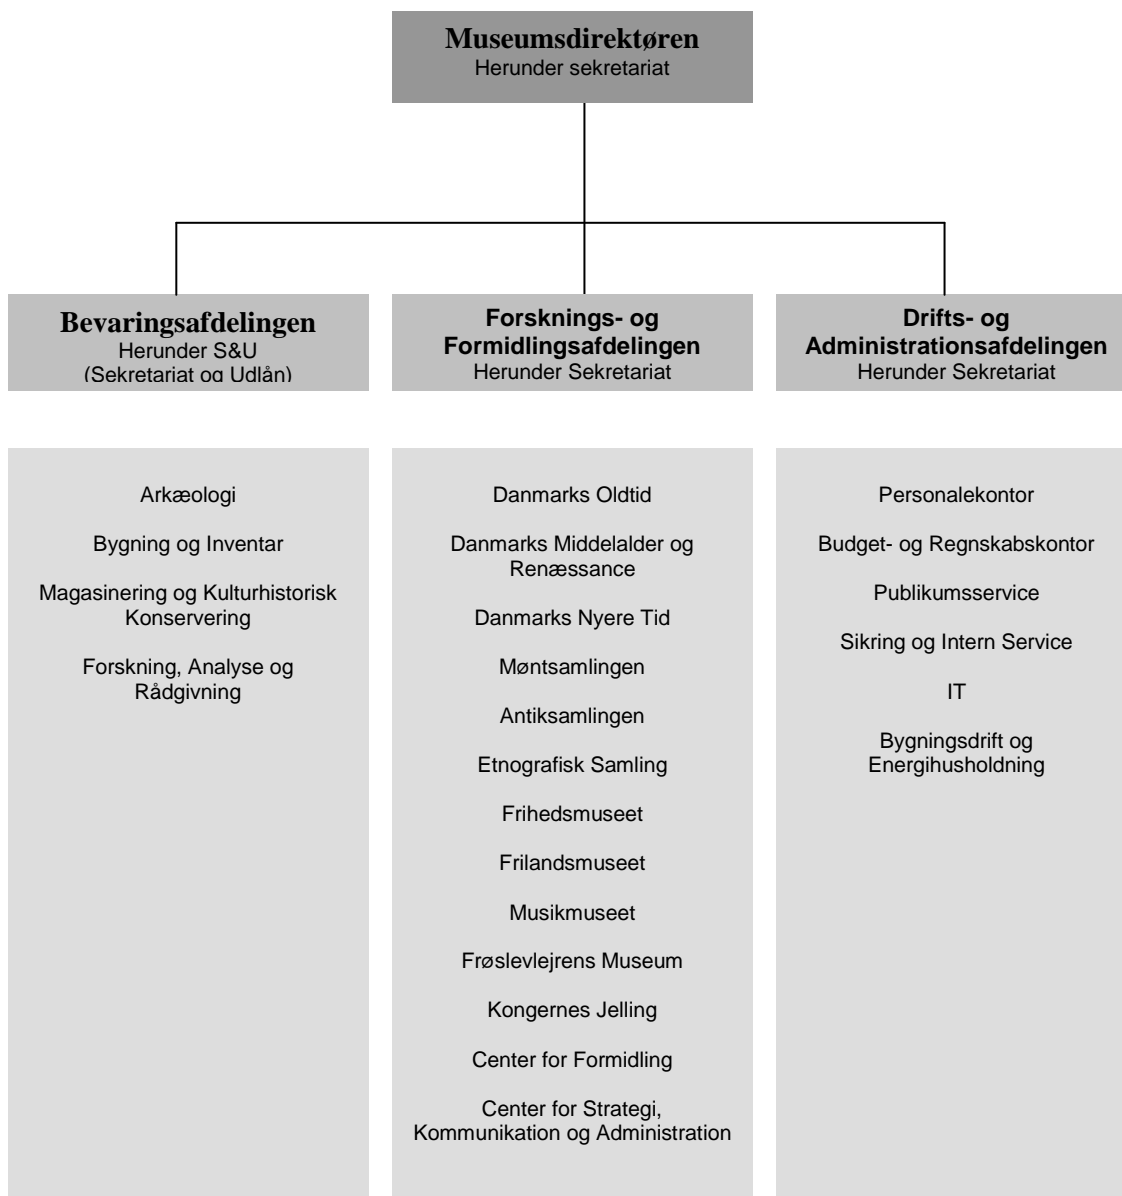 Museumsdirektøren
Herunder sekretariat
Bevaringsafdelingen
Herunder S&U
(Sekretariat og Udlån)
Forsknings- og
Formidlingsafdelingen
Herunder Sekretariat
Drifts- og
Administrationsafdelingen
Herunder Sekretariat
Arkæologi
Bygning og Inventar
Magasinering og Kulturhistorisk
Konservering
Forskning, Analyse og
Rådgivning
Danmarks Oldtid
Danmarks Middelalder og
Renæssance
Danmarks Nyere Tid
Møntsamlingen
Antiksamlingen
Etnografisk Samling
Frihedsmuseet
Frilandsmuseet
Musikmuseet
Frøslevlejrens Museum
Kongernes Jelling
Center for Formidling
Center for Strategi,
Kommunikation og Administration
Personalekontor
Budget- og Regnskabskontor
Publikumsservice
Sikring og Intern Service
IT
Bygningsdrift og
Energihusholdning